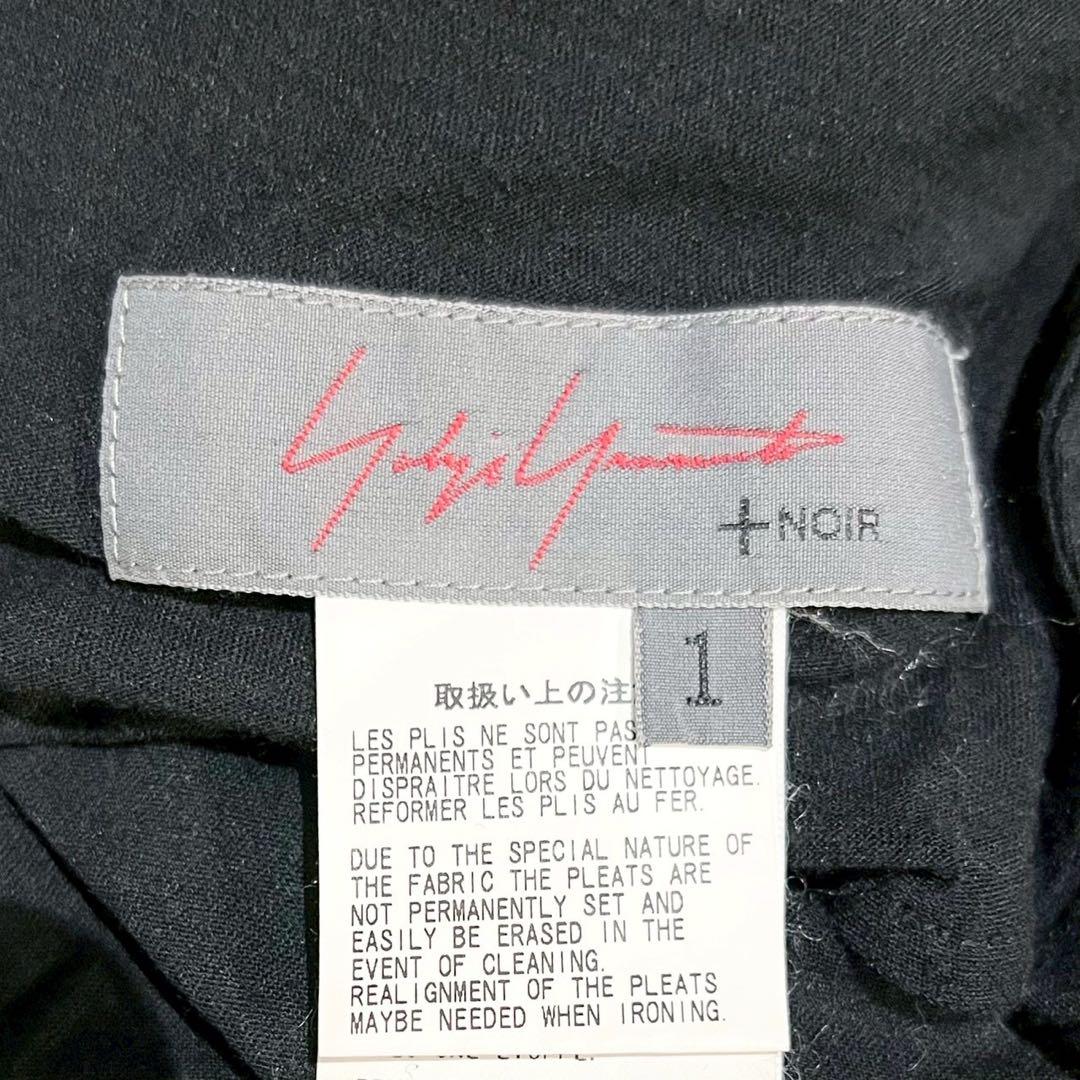 Yohji Yamamoto
+NOIR
1
取扱い上の注
LES PLIS NE SONT PAS
PERMANENTS ET PEUVENT
DISPRAITRE LORS DU NETTOYAGE.
REFORMER LES PLIS AU FER.
DUE TO THE SPECIAL NATURE OF
THE FABRIC THE PLEATS ARE
NOT PERMANENTLY SET AND
EASILY BE ERASED IN THE
EVENT OF CLEANING.
REALIGNMENT OF THE PLEATS
MAYBE NEEDED WHEN IRONING.